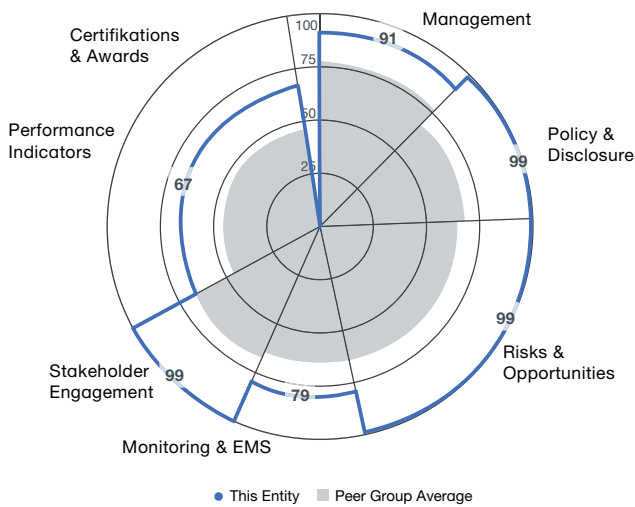 Management
Certifikations
& Awards
100
91
75
50
25
Performance
Indicators
Policy &
Disclosure
99
67
99
Risks &
Opportunities
Stakeholder
Engagement
99
79
Monitoring & EMS
This Entity
Peer Group Average